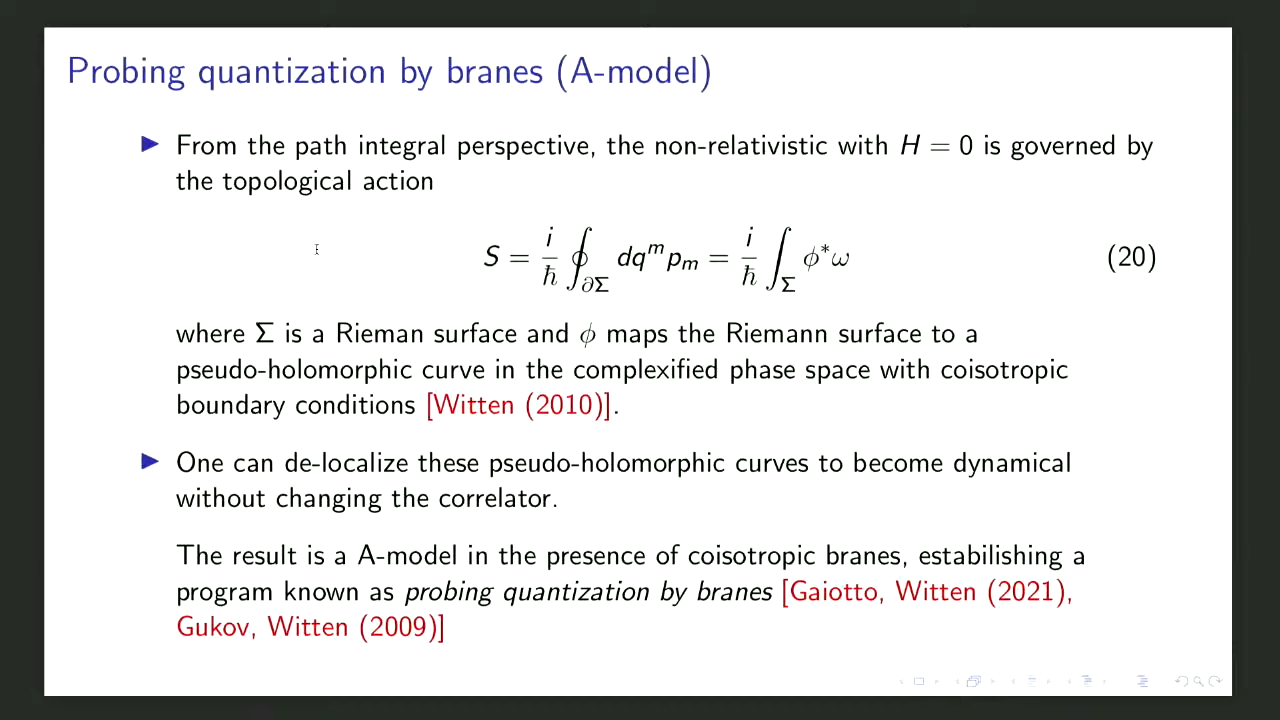 Probing quantization by branes (A-model)
From the path integral perspective, the non-relativistic with H = 0 is governed by
the topological action
S = i/ħ ∮_∂Σ dq^m p_m = i/ħ ∫_Σ ϕ*ω (20)
where Σ is a Rieman surface and ϕ maps the Riemann surface to a
pseudo-holomorphic curve in the complexified phase space with coisotropic
boundary conditions [Witten (2010)].
One can de-localize these pseudo-holomorphic curves to become dynamical
without changing the correlator.
The result is a A-model in the presence of coisotropic branes, estabilishing a
program known as probing quantization by branes [Gaiotto, Witten (2021),
Gukov, Witten (2009)]